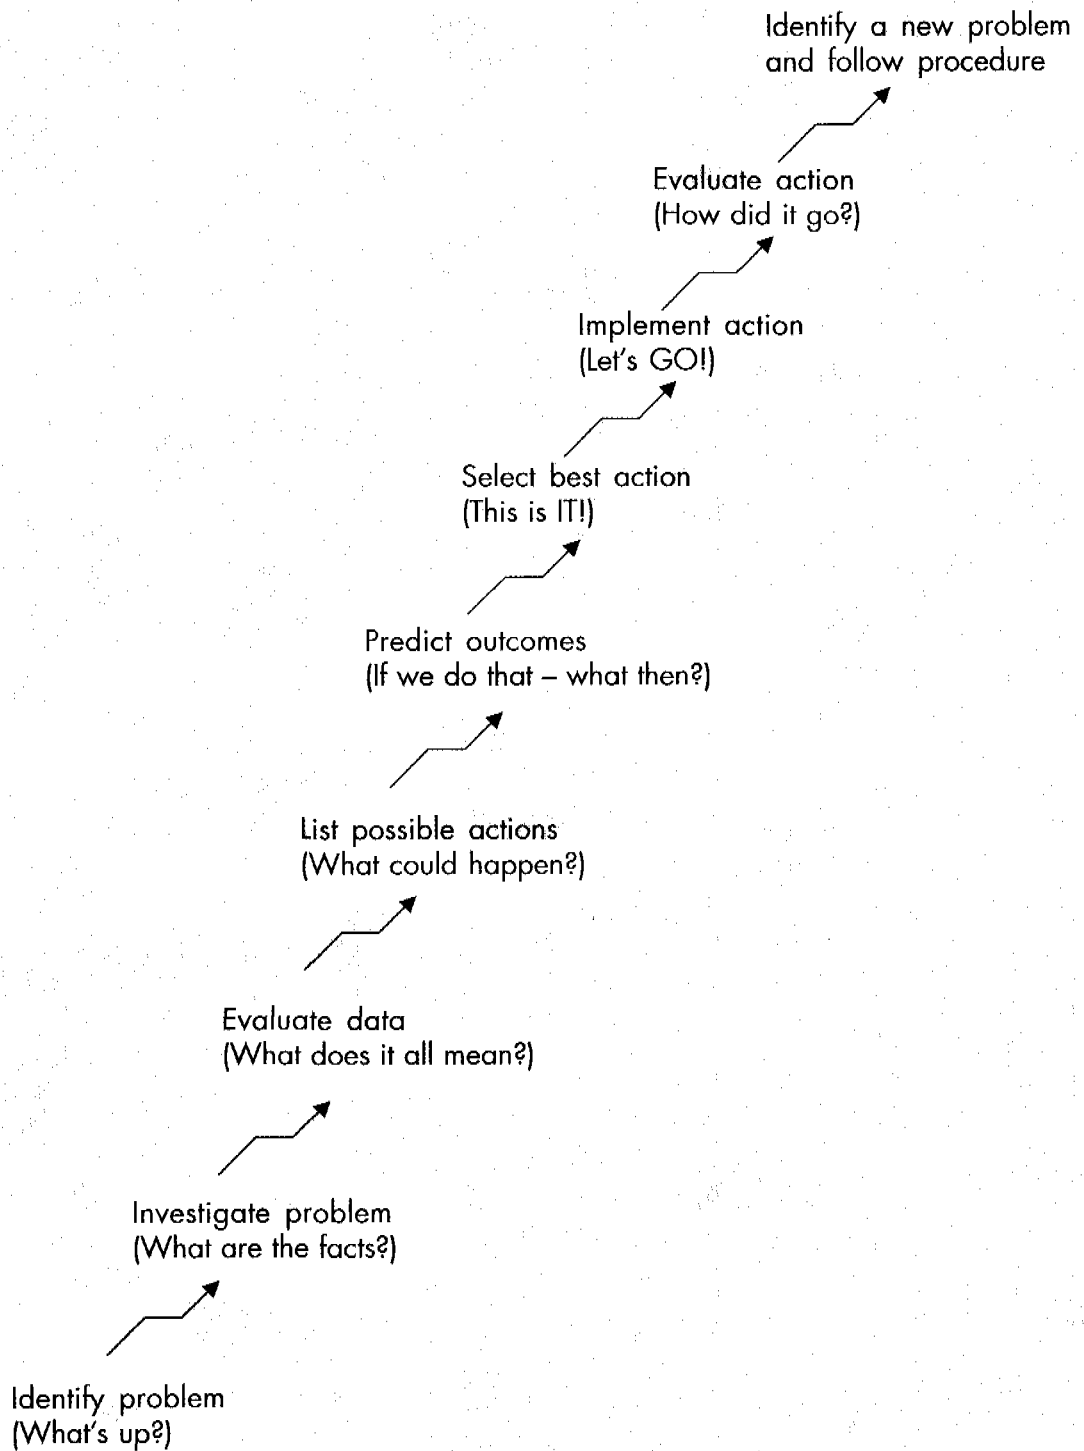 Identify a new problem
and follow procedure
Evaluate action
(How did it go?)
Implement action
(Let's GO!)
Select best action
(This is IT!)
Predict outcomes
(If we do that – what then?)
List possible actions
(What could happen?)
Evaluate data
(What does it all mean?)
Investigate problem
(What are the facts?)
Identify problem
(What's up?)